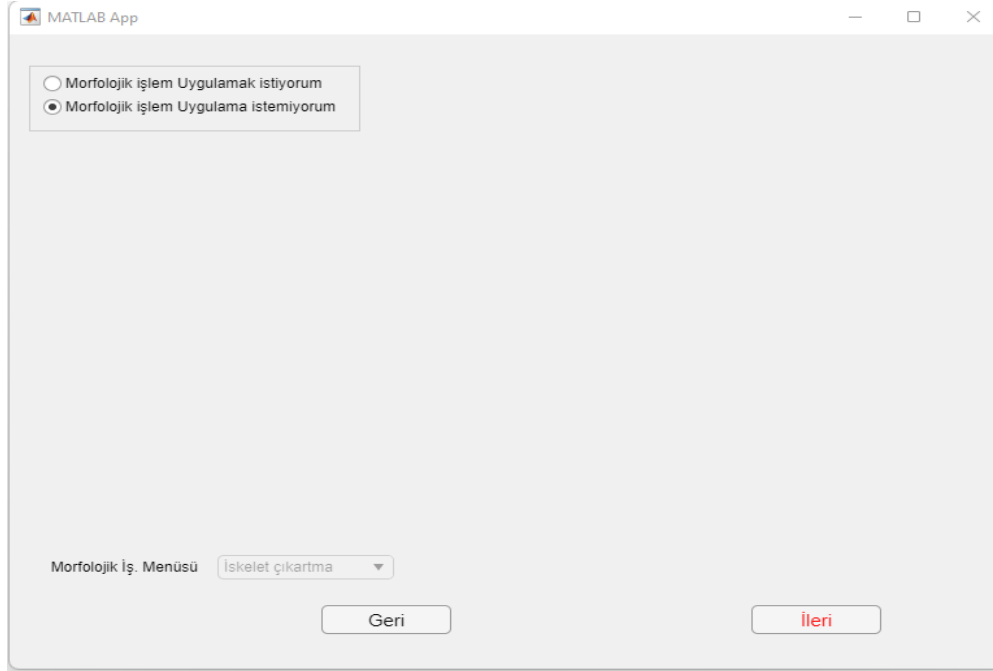 MATLAB App
Morfolojik işlem Uygulamak istiyorum
Morfolojik işlem Uygulama istemiyorum
Morfolojik İş. Menüsü İskelet çıkartma
Geri İleri